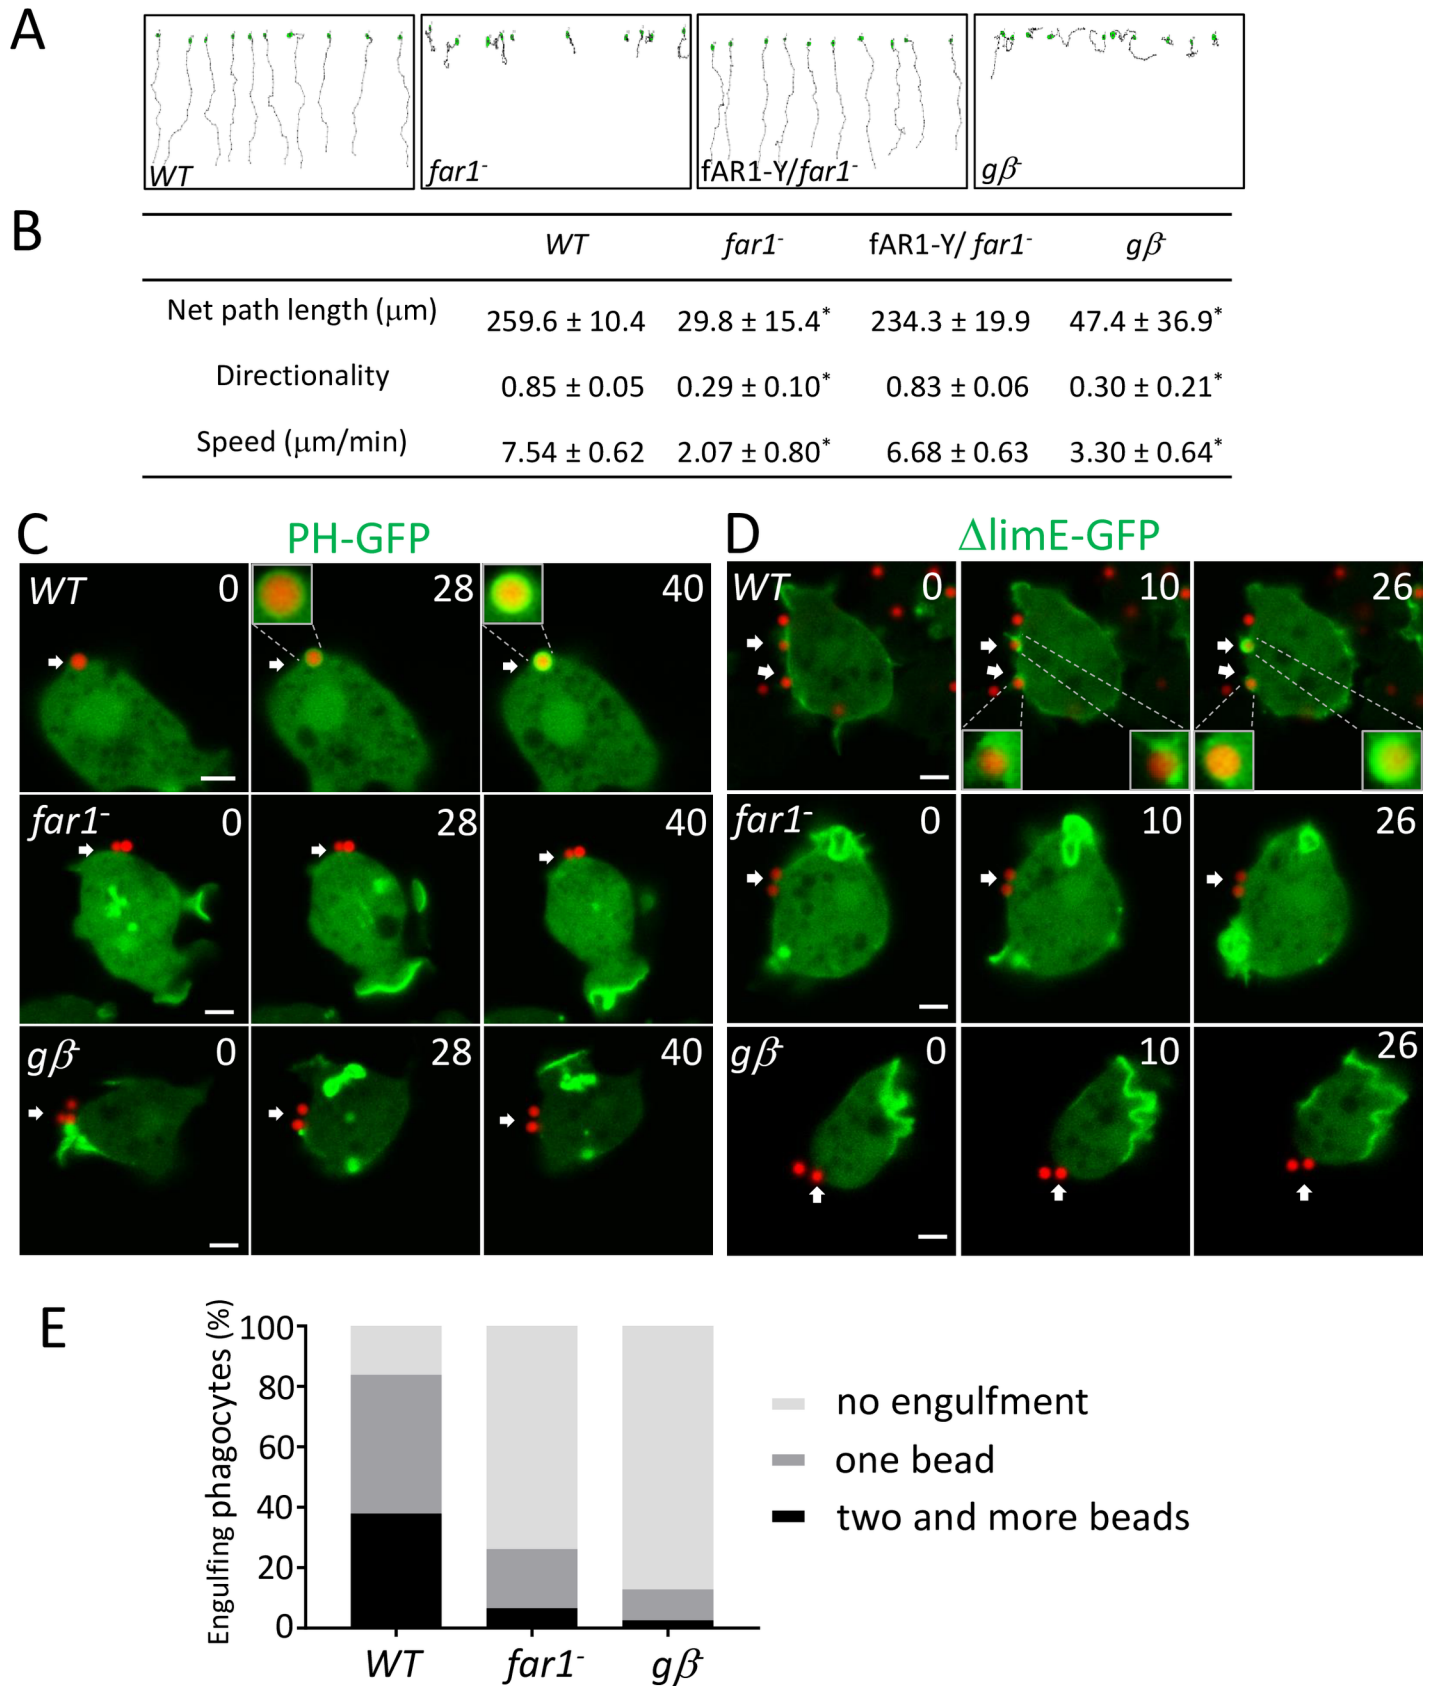 A
WT
far1-
fAR1-Y/far1-
gβ-
B
WT far1- fAR1-Y/ far1- gβ-
Net path length (μm) 259.6 ± 10.4 29.8 ± 15.4* 234.3 ± 19.9 47.4 ± 36.9*
Directionality 0.85 ± 0.05 0.29 ± 0.10* 0.83 ± 0.06 0.30 ± 0.21*
Speed (μm/min) 7.54 ± 0.62 2.07 ± 0.80* 6.68 ± 0.63 3.30 ± 0.64*
C PH-GFP
WT 0 28 40
far1- 0 28 40
gβ- 0 28 40
D ΔlimE-GFP
WT 0 10 26
far1- 0 10 26
gβ- 0 10 26
E
Engulfing phagocytes (%)
100
80
60
40
20
0
WT far1- gβ-
no engulfment
one bead
two and more beads